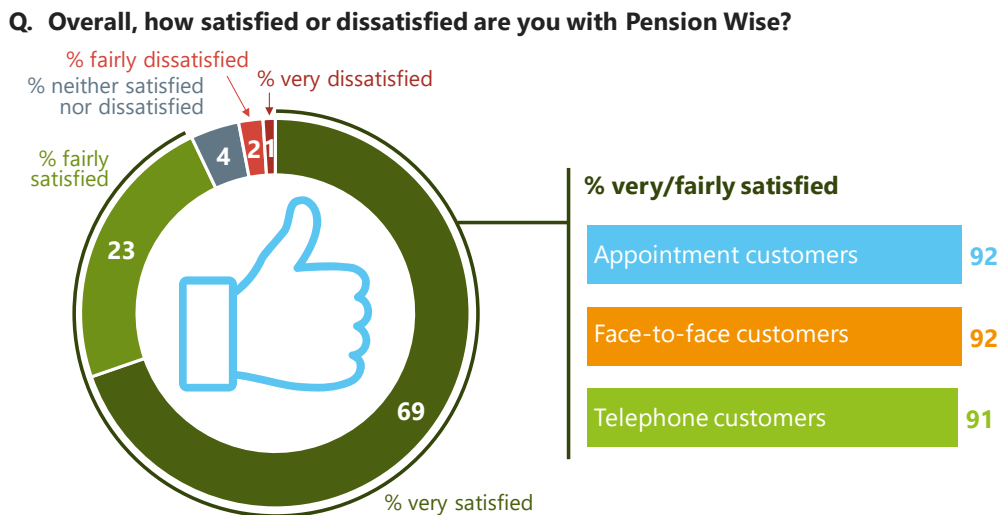 Q. Overall, how satisfied or dissatisfied are you with Pension Wise?
% fairly dissatisfied
% very dissatisfied
% neither satisfied
nor dissatisfied
% fairly
satisfied
4
2
1
23
69
% very satisfied
% very/fairly satisfied
Appointment customers 92
Face-to-face customers 92
Telephone customers 91